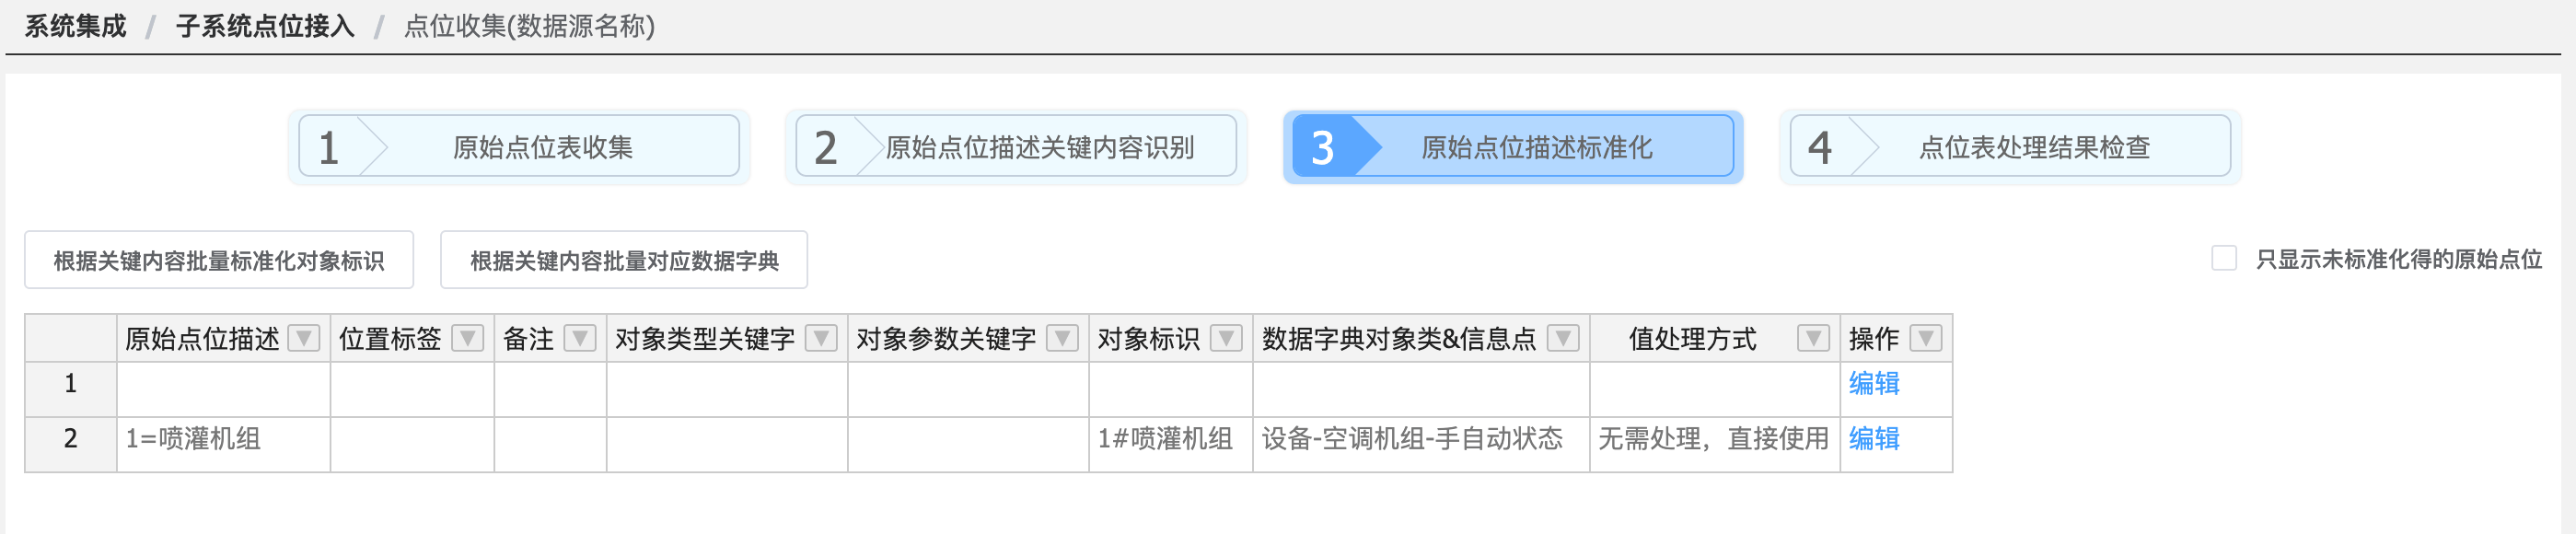 系统集成 / 子系统点位接入 / 点位收集(数据源名称)
1 原始点位表收集 2 原始点位描述关键内容识别 3 原始点位描述标准化 4 点位表处理结果检查
根据关键内容批量标准化对象标识 根据关键内容批量对应数据字典 只显示未标准化得的原始点位
原始点位描述 位置标签 备注 对象类型关键字 对象参数关键字 对象标识 数据字典对象类&信息点 值处理方式 操作
1 编辑
2 1=喷灌机组 1#喷灌机组 设备-空调机组-手自动状态 无需处理，直接使用 编辑